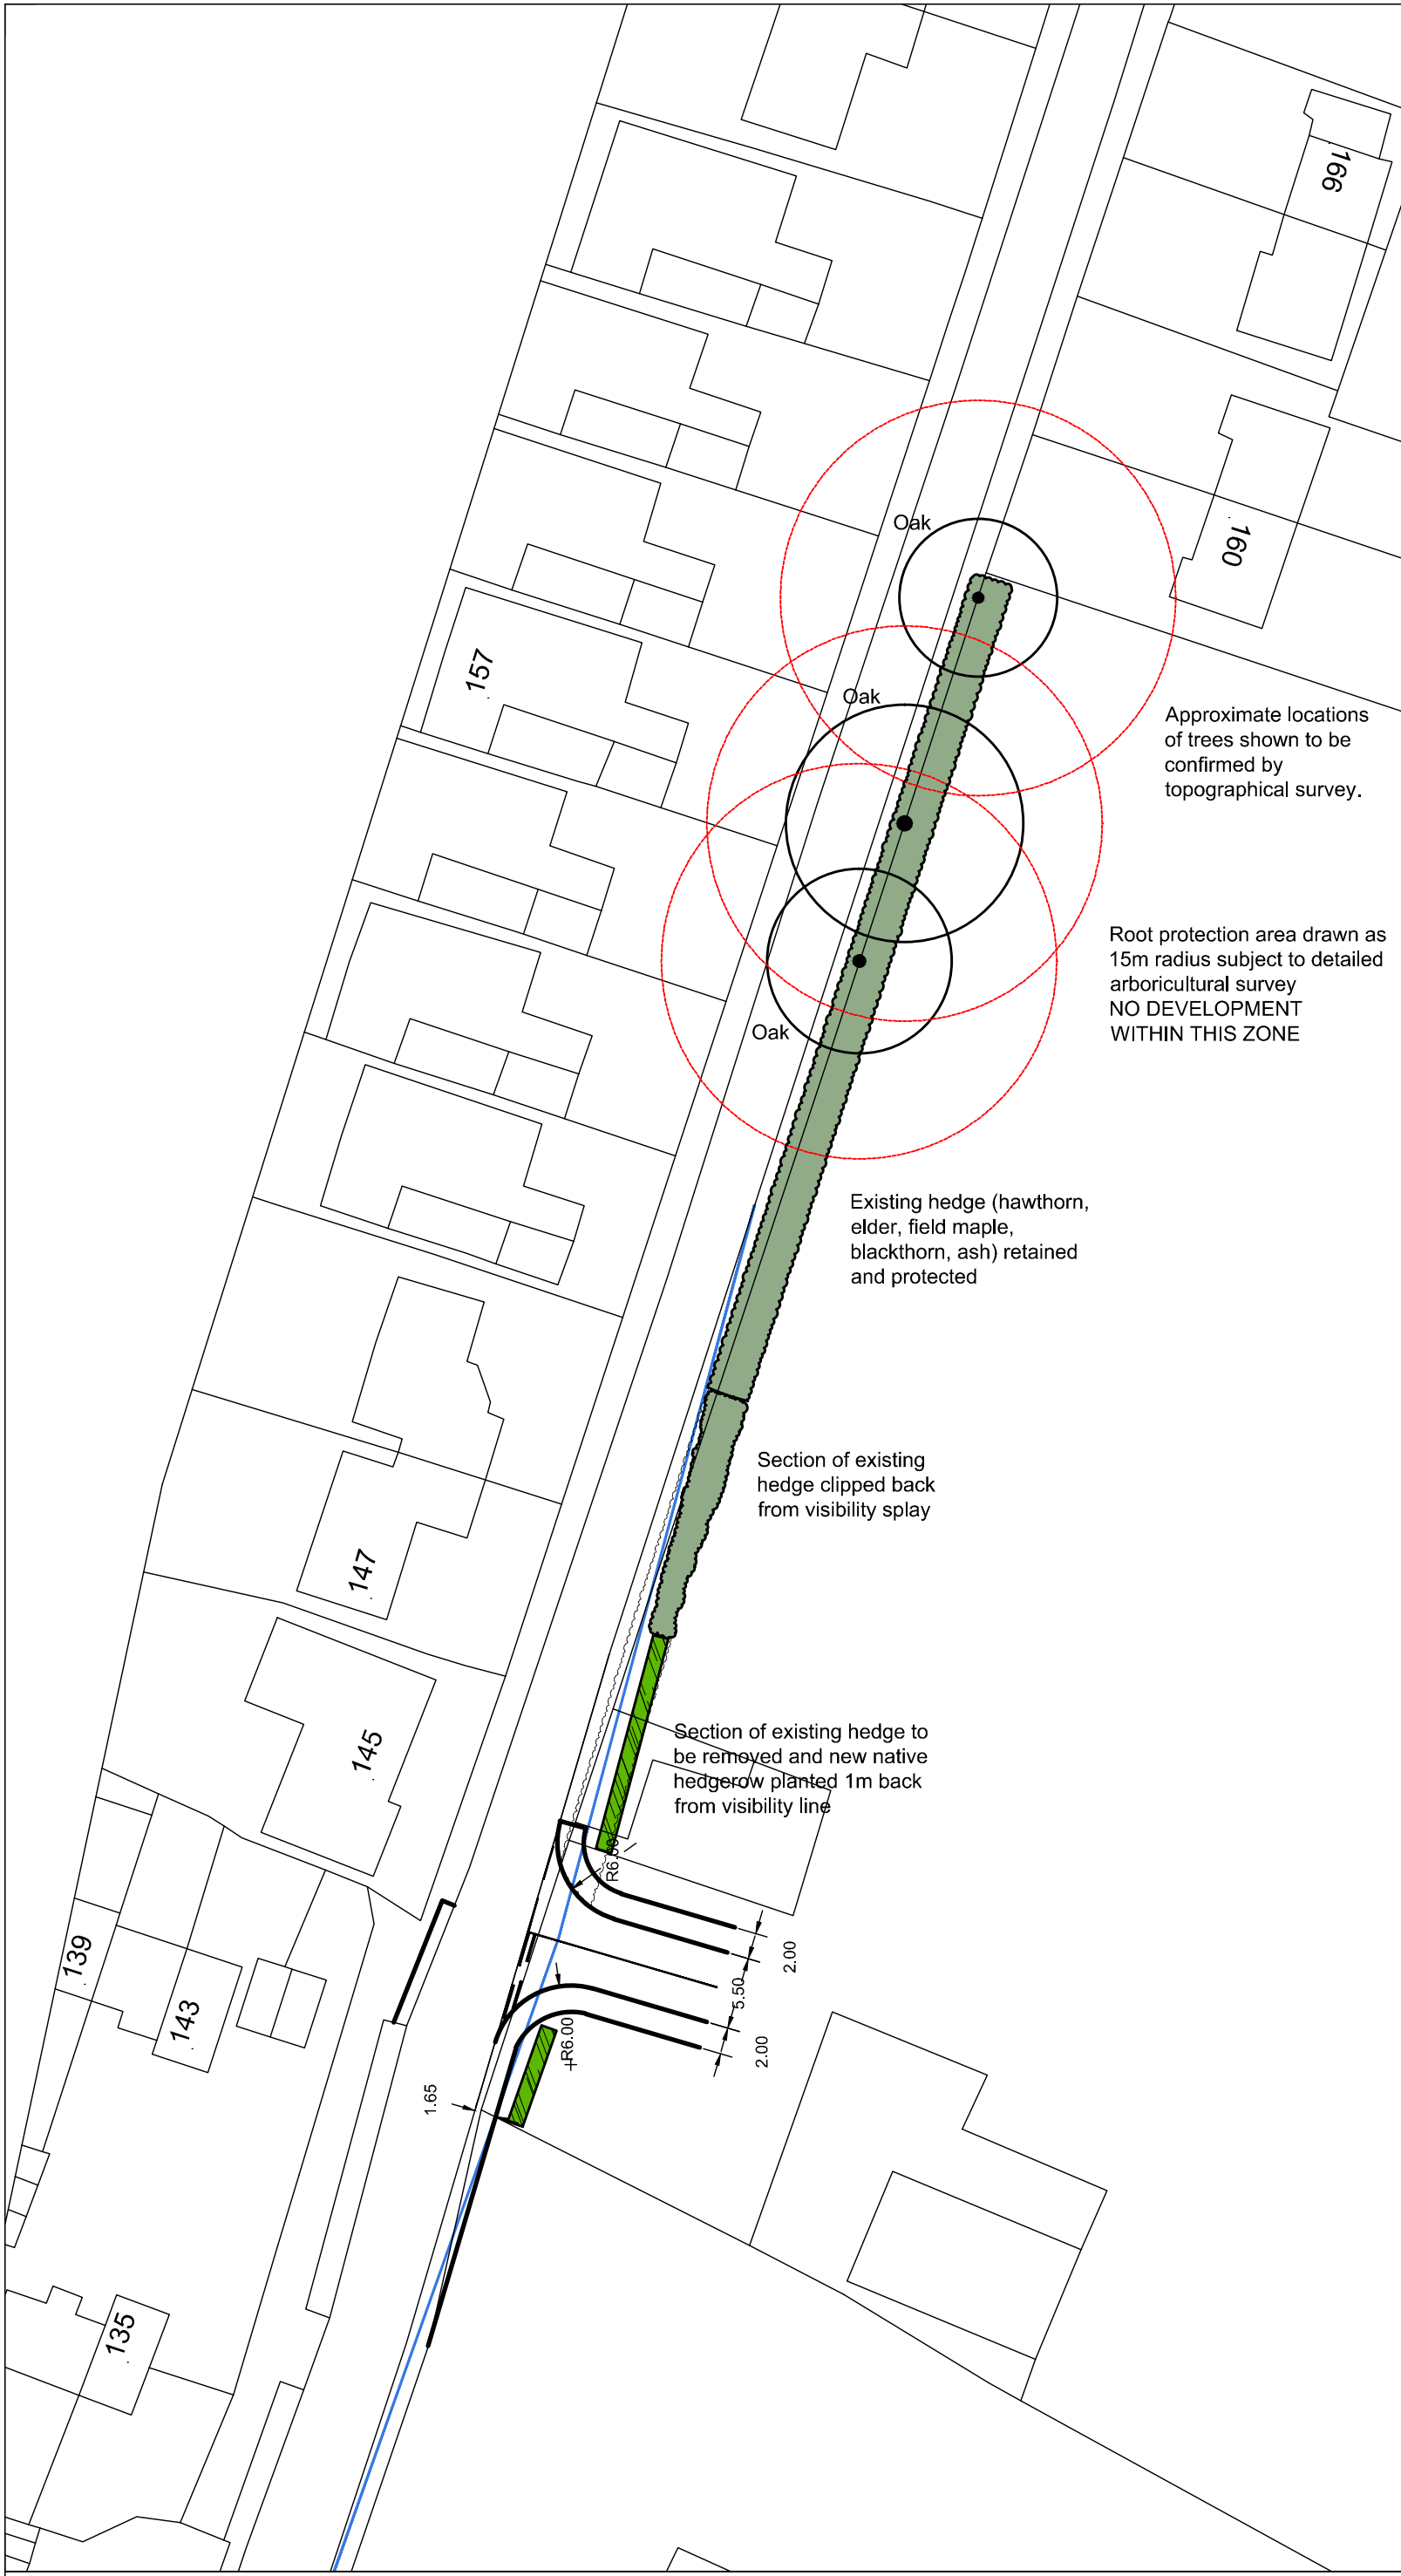 166
Oak
160
157
Oak
Approximate locations
of trees shown to be
confirmed by
topographical survey.
Root protection area drawn as
15m radius subject to detailed
arboricultural survey
NO DEVELOPMENT
WITHIN THIS ZONE
Oak
Existing hedge (hawthorn,
elder, field maple,
blackthorn, ash) retained
and protected
Section of existing
hedge clipped back
from visibility splay
147
145
Section of existing hedge to
be removed and new native
hedgerow planted 1m back
from visibility line
R6.00
139
143
2.00
5.50
2.00
R6.00
1.65
135